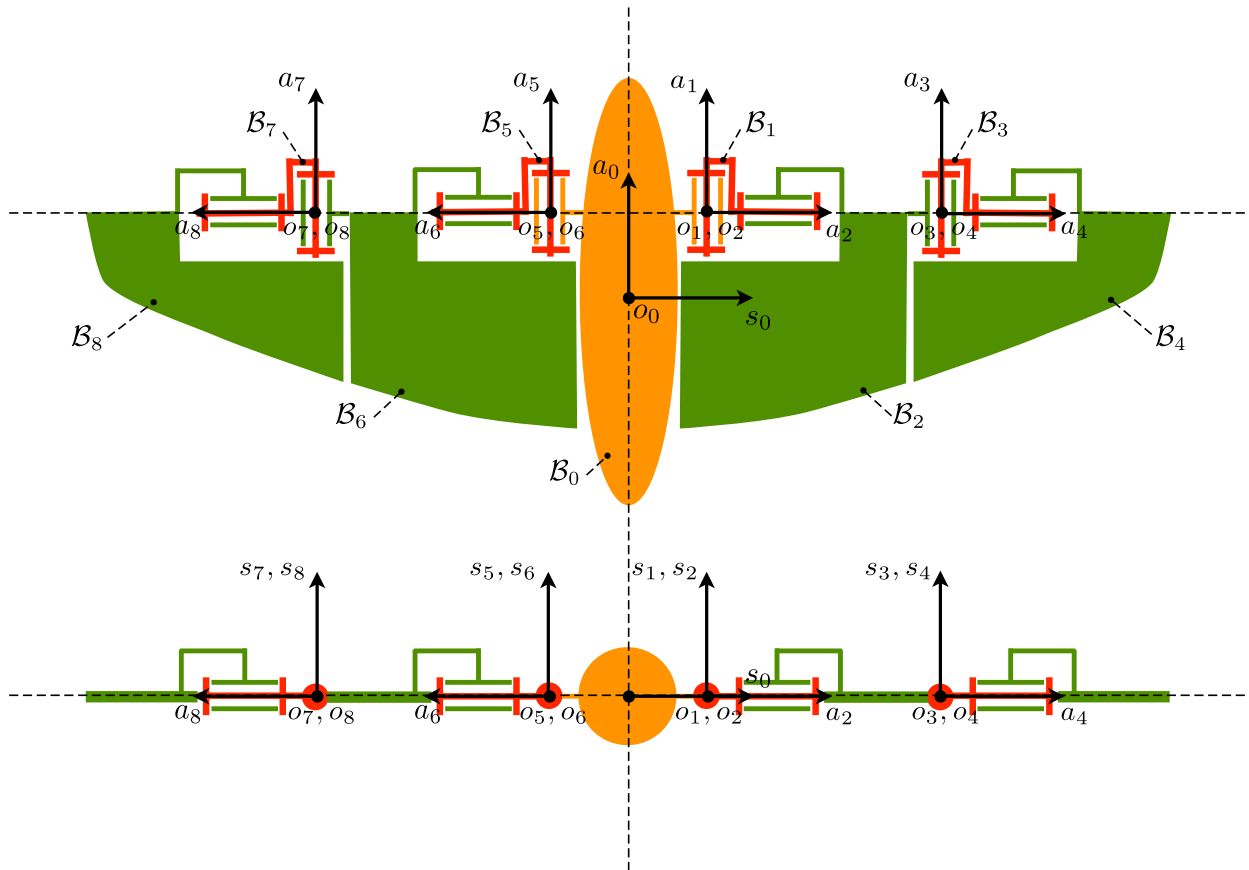 a₇ a₅ a₁ a₃
ℬ₇ ℬ₅ ℬ₁ ℬ₃
a₀
a₈ o₇, o₈ a₆ o₅, o₆ o₁, o₂ a₂ o₃, o₄ a₄
o₀ s₀
ℬ₈ ℬ₄
ℬ₆ ℬ₂
ℬ₀
s₇, s₈ s₅, s₆ s₁, s₂ s₃, s₄
s₀
a₈ o₇, o₈ a₆ o₅, o₆ o₁, o₂ a₂ o₃, o₄ a₄